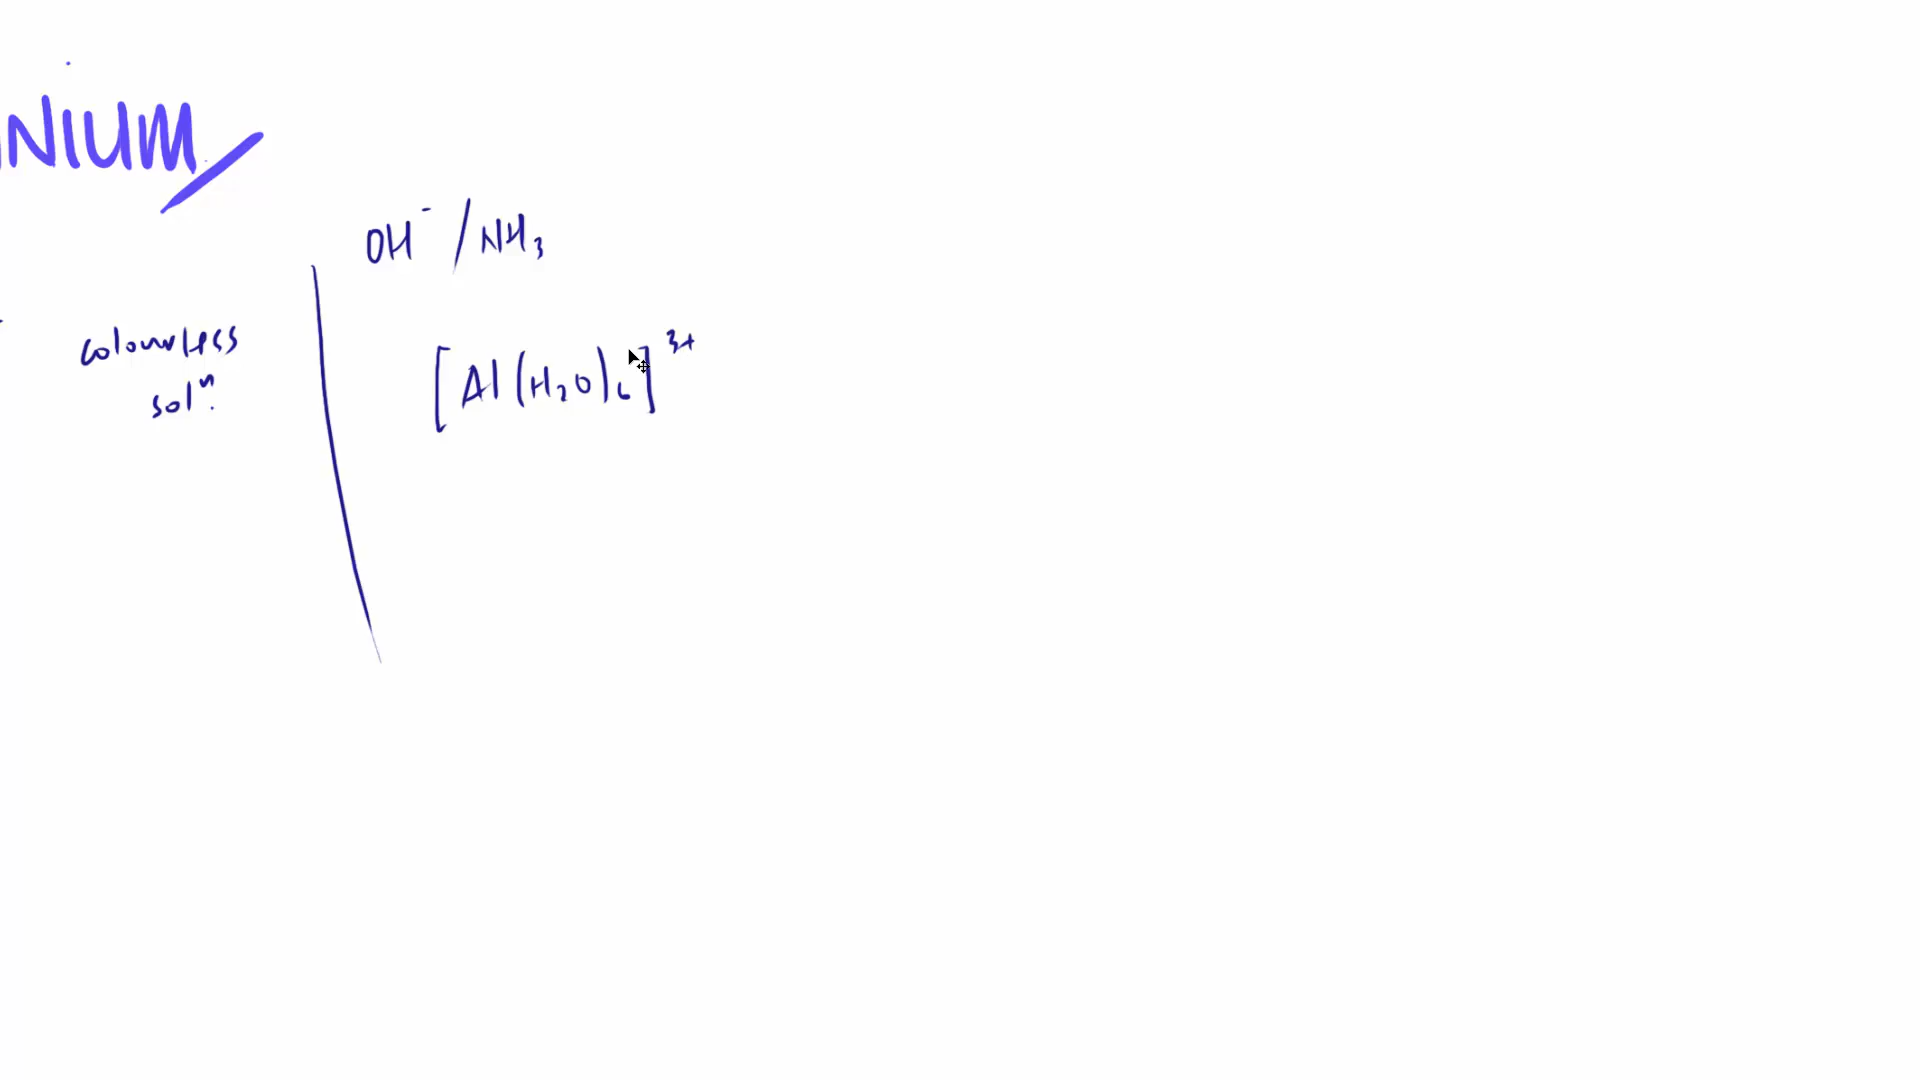 NIUM
OH⁻ / NH₃
colourless
solⁿ.
[Al(H₂O)₆]³⁺